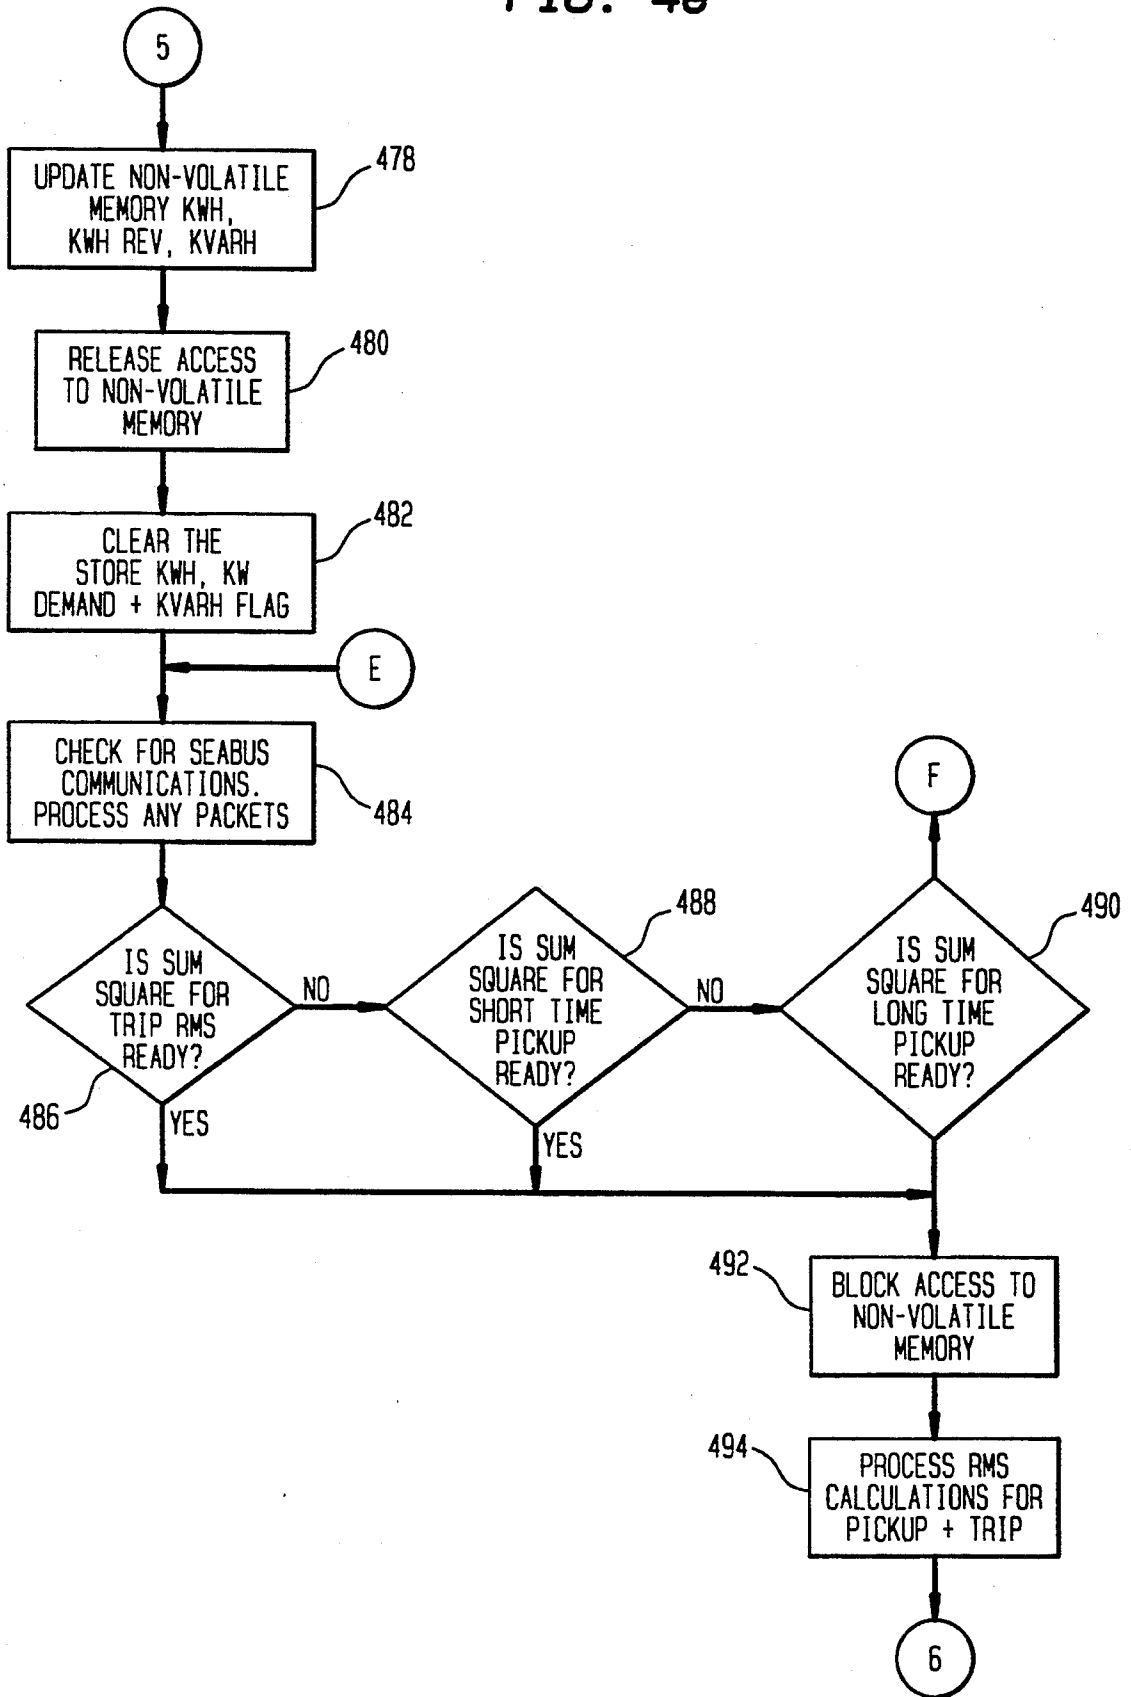 5
UPDATE NON-VOLATILE
MEMORY KWH,
KWH REV, KVARH
478
RELEASE ACCESS
TO NON-VOLATILE
MEMORY
480
CLEAR THE
STORE KWH, KW
DEMAND + KVARH FLAG
482
E
CHECK FOR SEABUS
COMMUNICATIONS.
PROCESS ANY PACKETS
484
IS SUM
SQUARE FOR
TRIP RMS
READY?
486
NO
YES
IS SUM
SQUARE FOR
SHORT TIME
PICKUP
READY?
488
NO
YES
F
IS SUM
SQUARE FOR
LONG TIME
PICKUP
READY?
490
492
BLOCK ACCESS TO
NON-VOLATILE
MEMORY
494
PROCESS RMS
CALCULATIONS FOR
PICKUP + TRIP
6